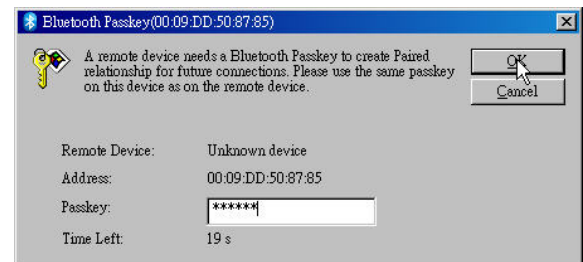 Bluetooth Passkey(00:09:DD:50:87:85)
A remote device needs a Bluetooth Passkey to create Paired
relationship for future connections. Please use the same passkey
on this device as on the remote device.
OK
Cancel
Remote Device: Unknown device
Address: 00:09:DD:50:87:85
Passkey: ******
Time Left: 19 s